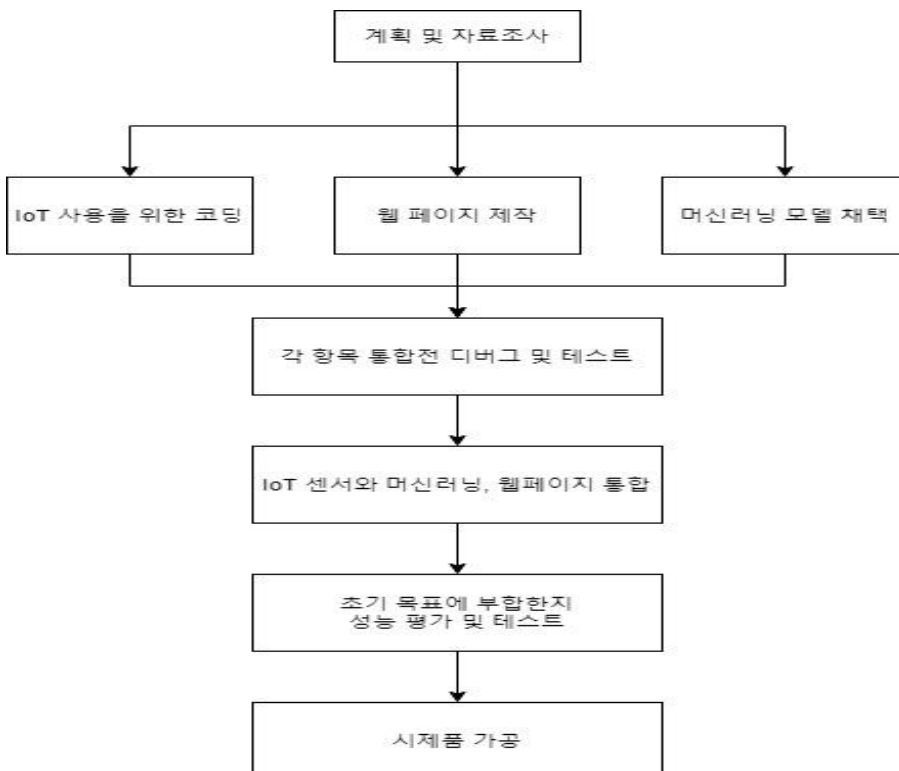 계획 및 자료조사
IoT 사용을 위한 코딩
웹 페이지 제작
머신러닝 모델 채택
각 항목 통합전 디버그 및 테스트
IoT 센서와 머신러닝, 웹페이지 통합
초기 목표에 부합한지
성능 평가 및 테스트
시제품 가공